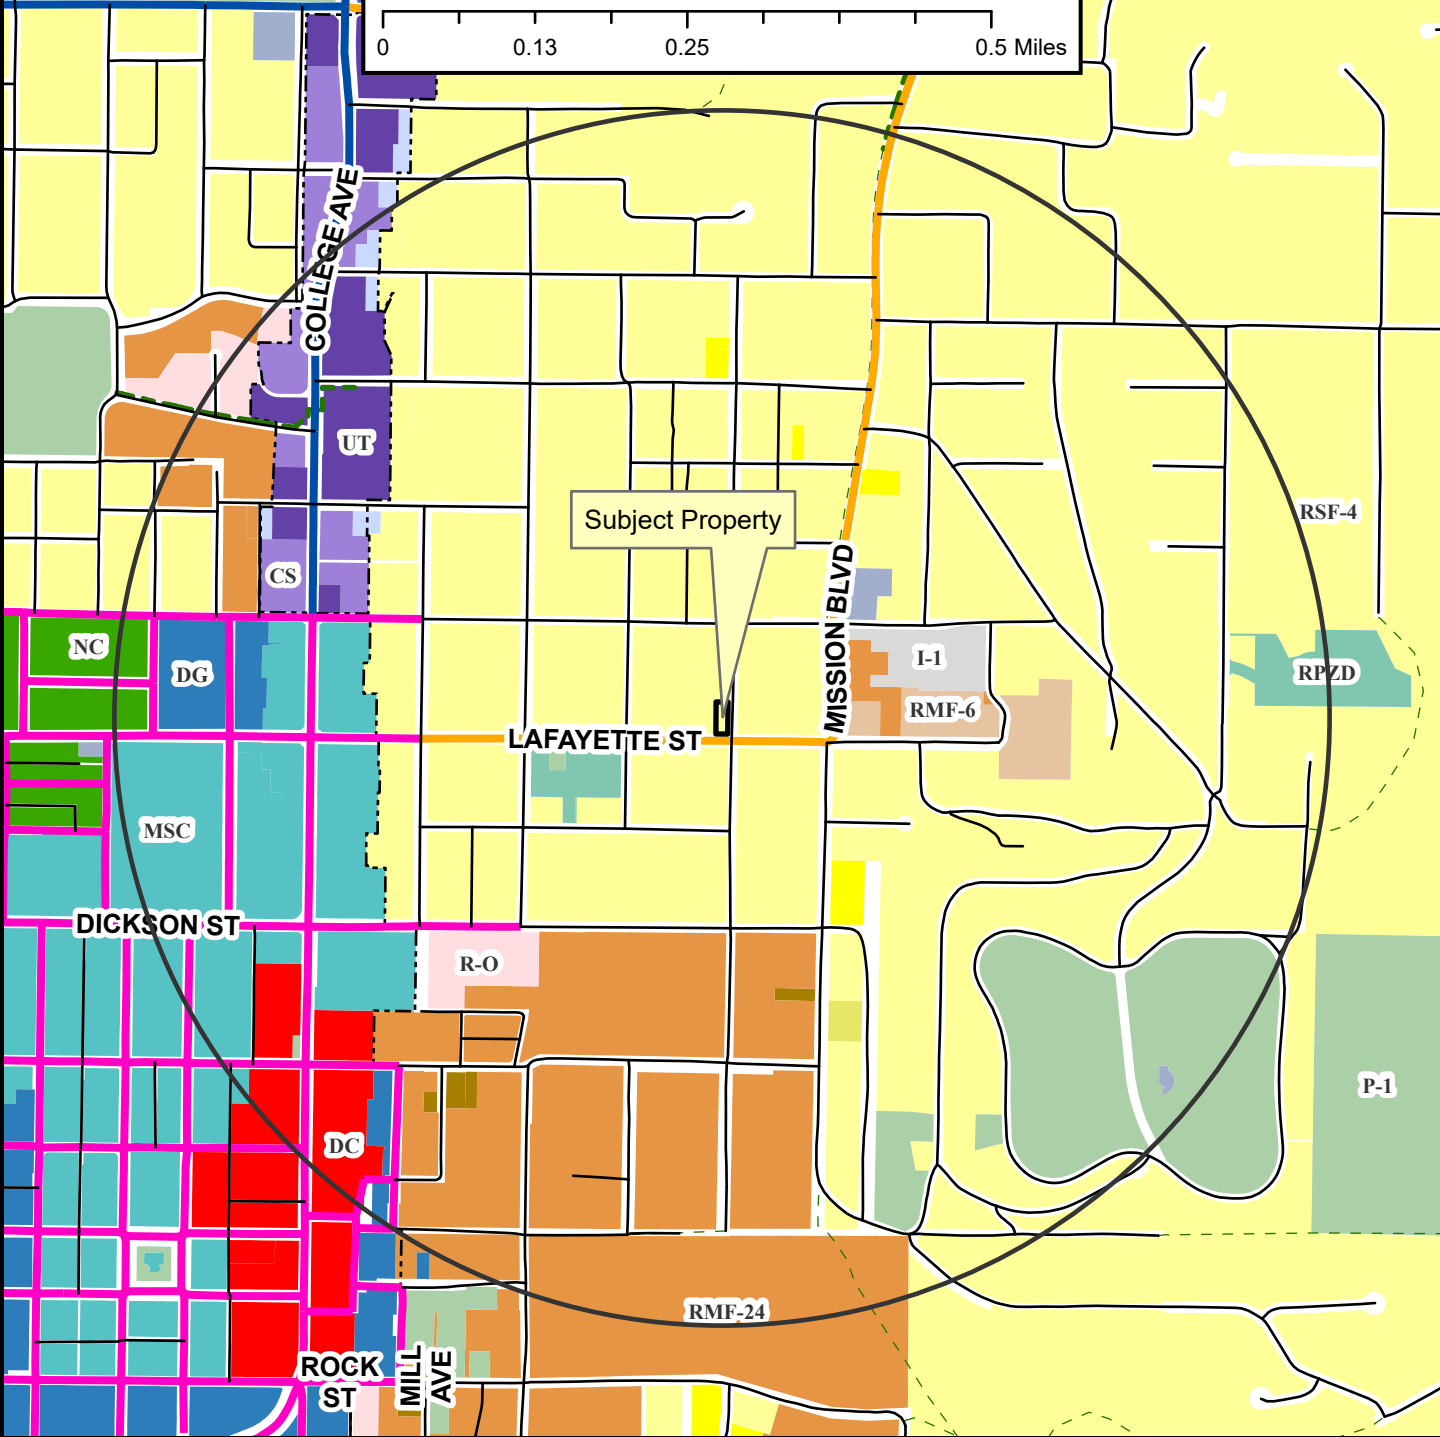 0 0.13 0.25 0.5 Miles
COLLEGE AVE
UT
Subject Property
RSF-4
CS
MISSION BLVD
NC
DG
I-1
RPZD
RMF-6
LAFAYETTE ST
MSC
DICKSON ST
R-O
P-1
DC
RMF-24
ROCK
ST
MILL
AVE